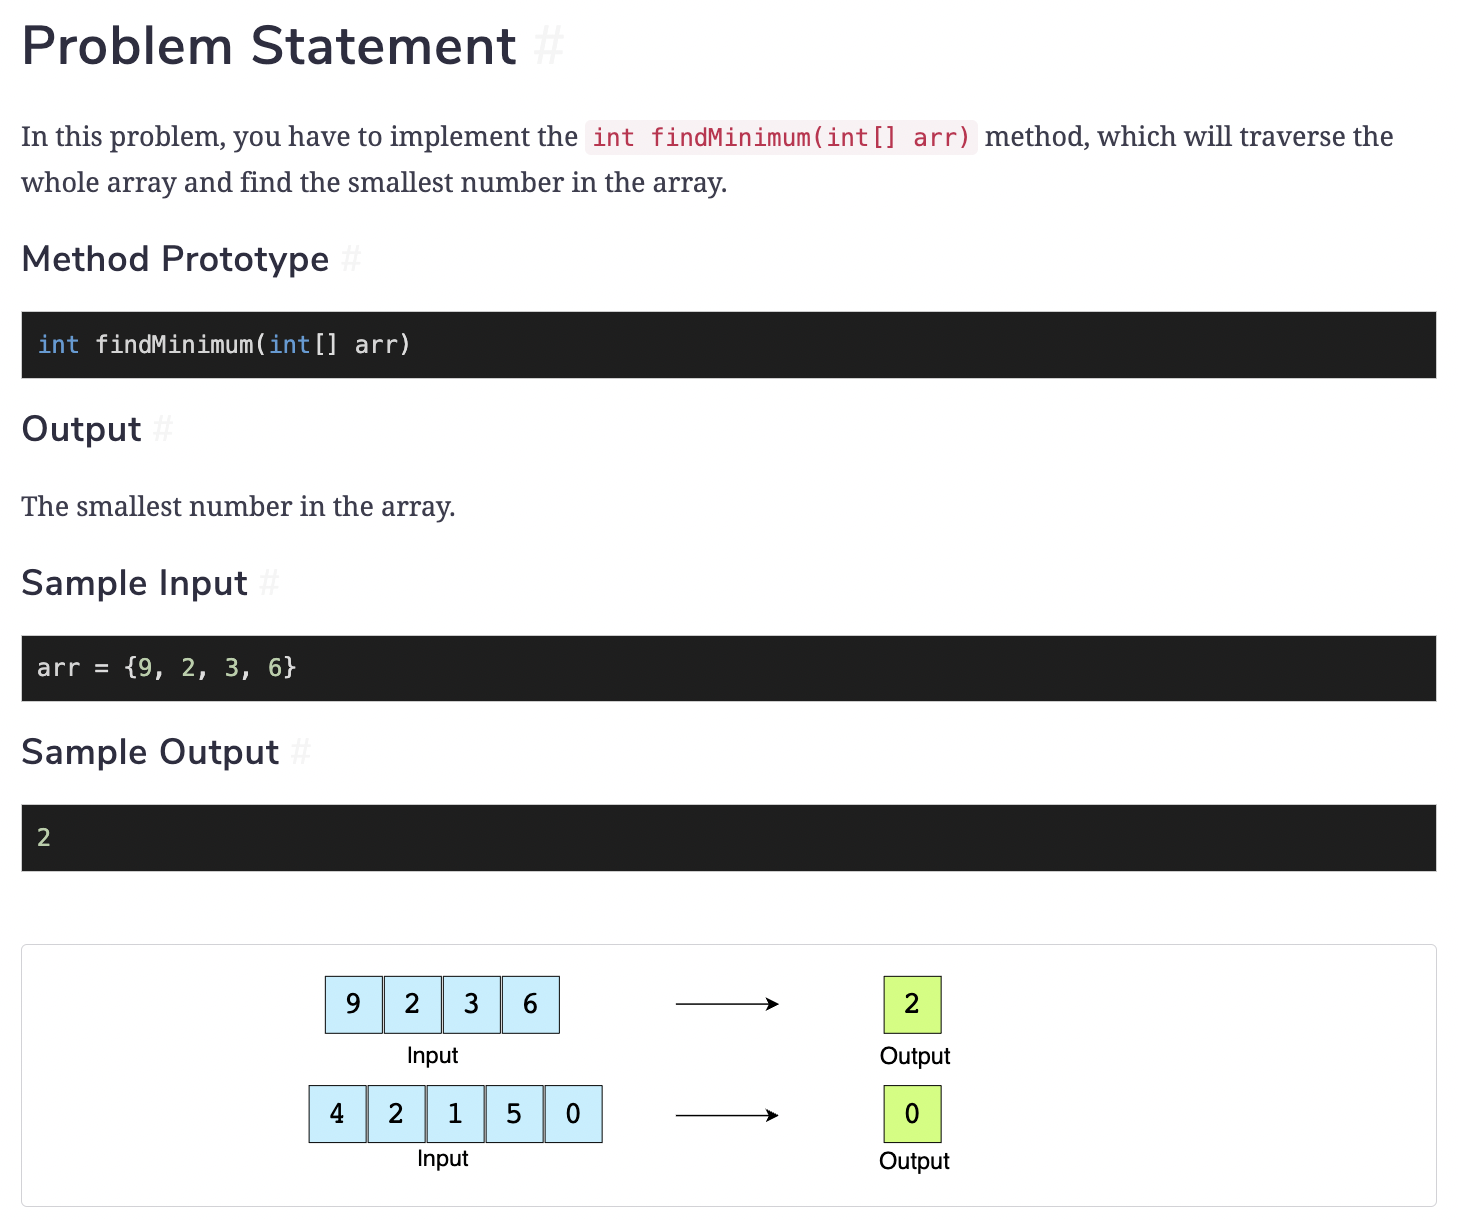 Problem Statement #
In this problem, you have to implement the int findMinimum(int[] arr) method, which will traverse the
whole array and find the smallest number in the array.
Method Prototype #
int findMinimum(int[] arr)
Output #
The smallest number in the array.
Sample Input #
arr = {9, 2, 3, 6}
Sample Output #
2
9 2 3 6 2
Input Output
4 2 1 5 0 0
Input Output